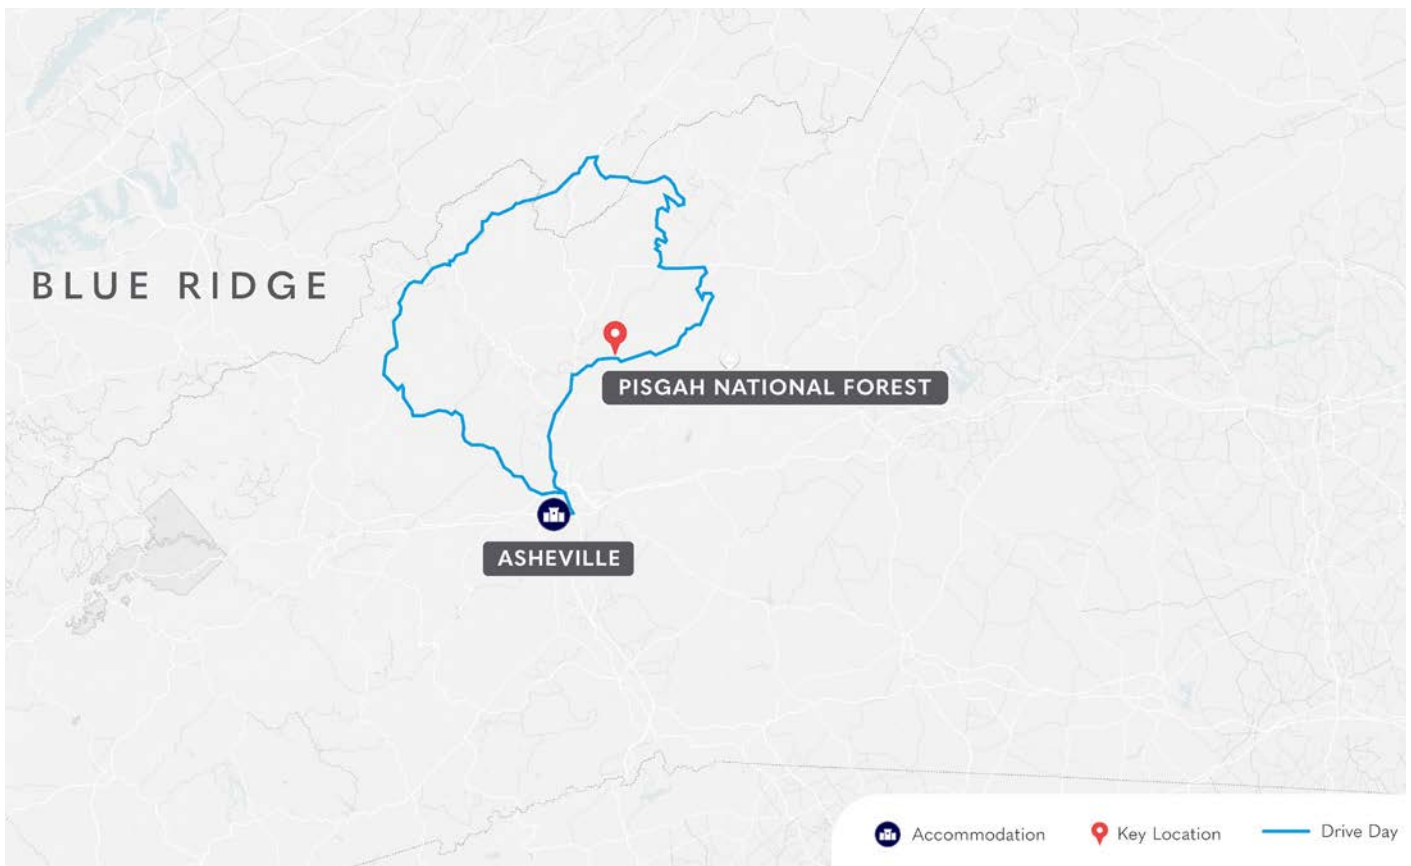 BLUE RIDGE
PISGAH NATIONAL FOREST
ASHEVILLE
Accommodation
Key Location
Drive Day